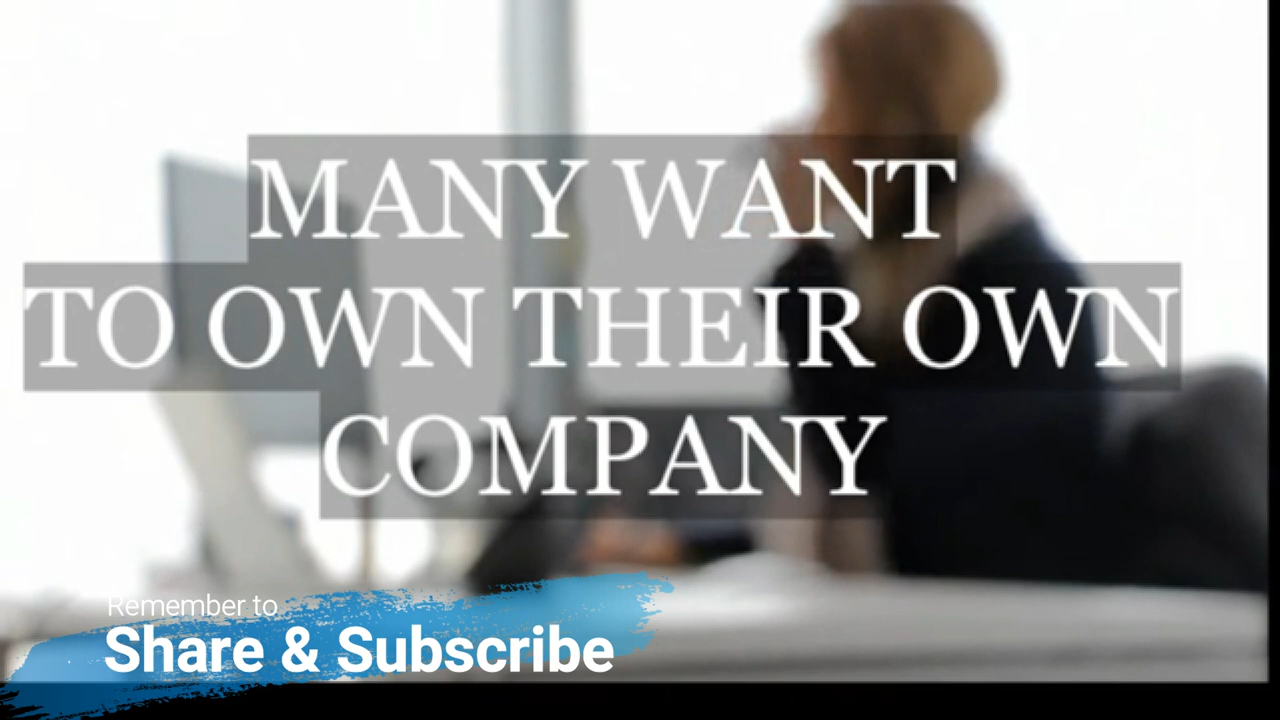 MANY WANT
TO OWN THEIR OWN
COMPANY
Remember to
Share & Subscribe